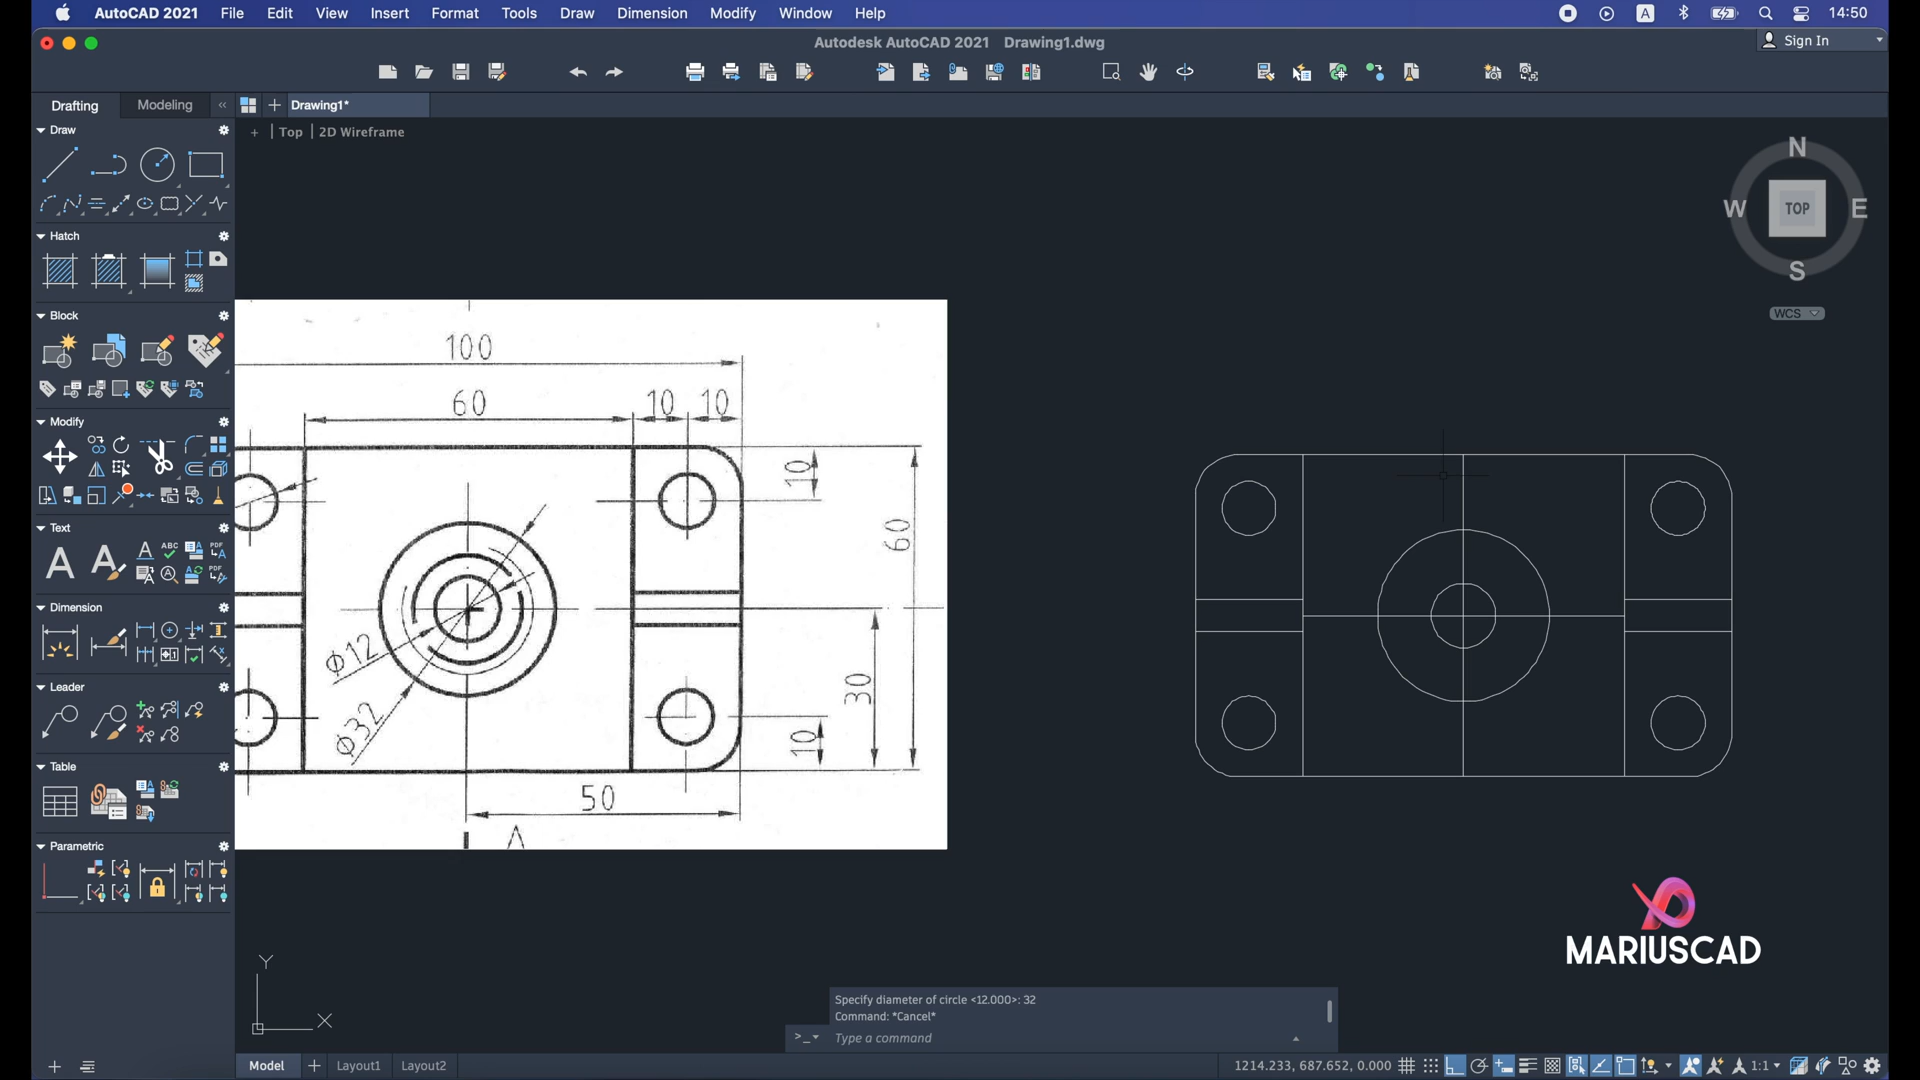 AutoCAD 2021 File Edit View Insert Format Tools Draw Dimension Modify Window Help A 14:50
Autodesk AutoCAD 2021 Drawing1.dwg
Sign In
Drafting Modeling « + Drawing1*
+ | Top | 2D Wireframe
Draw
Hatch
Block
Modify
Text
A A A ABC PDF
PDF
Dimension
Leader
Table
Parametric
N
W TOP E
S
WCS
100
60 10 10
10
60
Φ12
Φ32
30
10
50
A
Y
X
MARIUSCAD
Specify diameter of circle <12.000>: 32
Command: *Cancel*
>_ Type a command
Model + Layout1 Layout2
1214.233, 687.652, 0.000 1:1